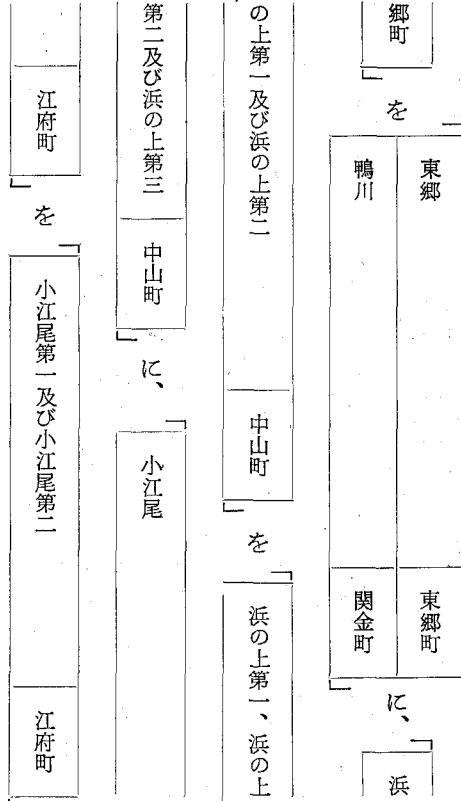 郷町」を「
東郷 東郷町
鴨川 関金町
」に、「浜
の上第一及び浜の上第二 中山町」を「浜の上第一、浜の上
第二及び浜の上第三 中山町」に、「小江尾
江府町」を「小江尾第一及び小江尾第二 江府町